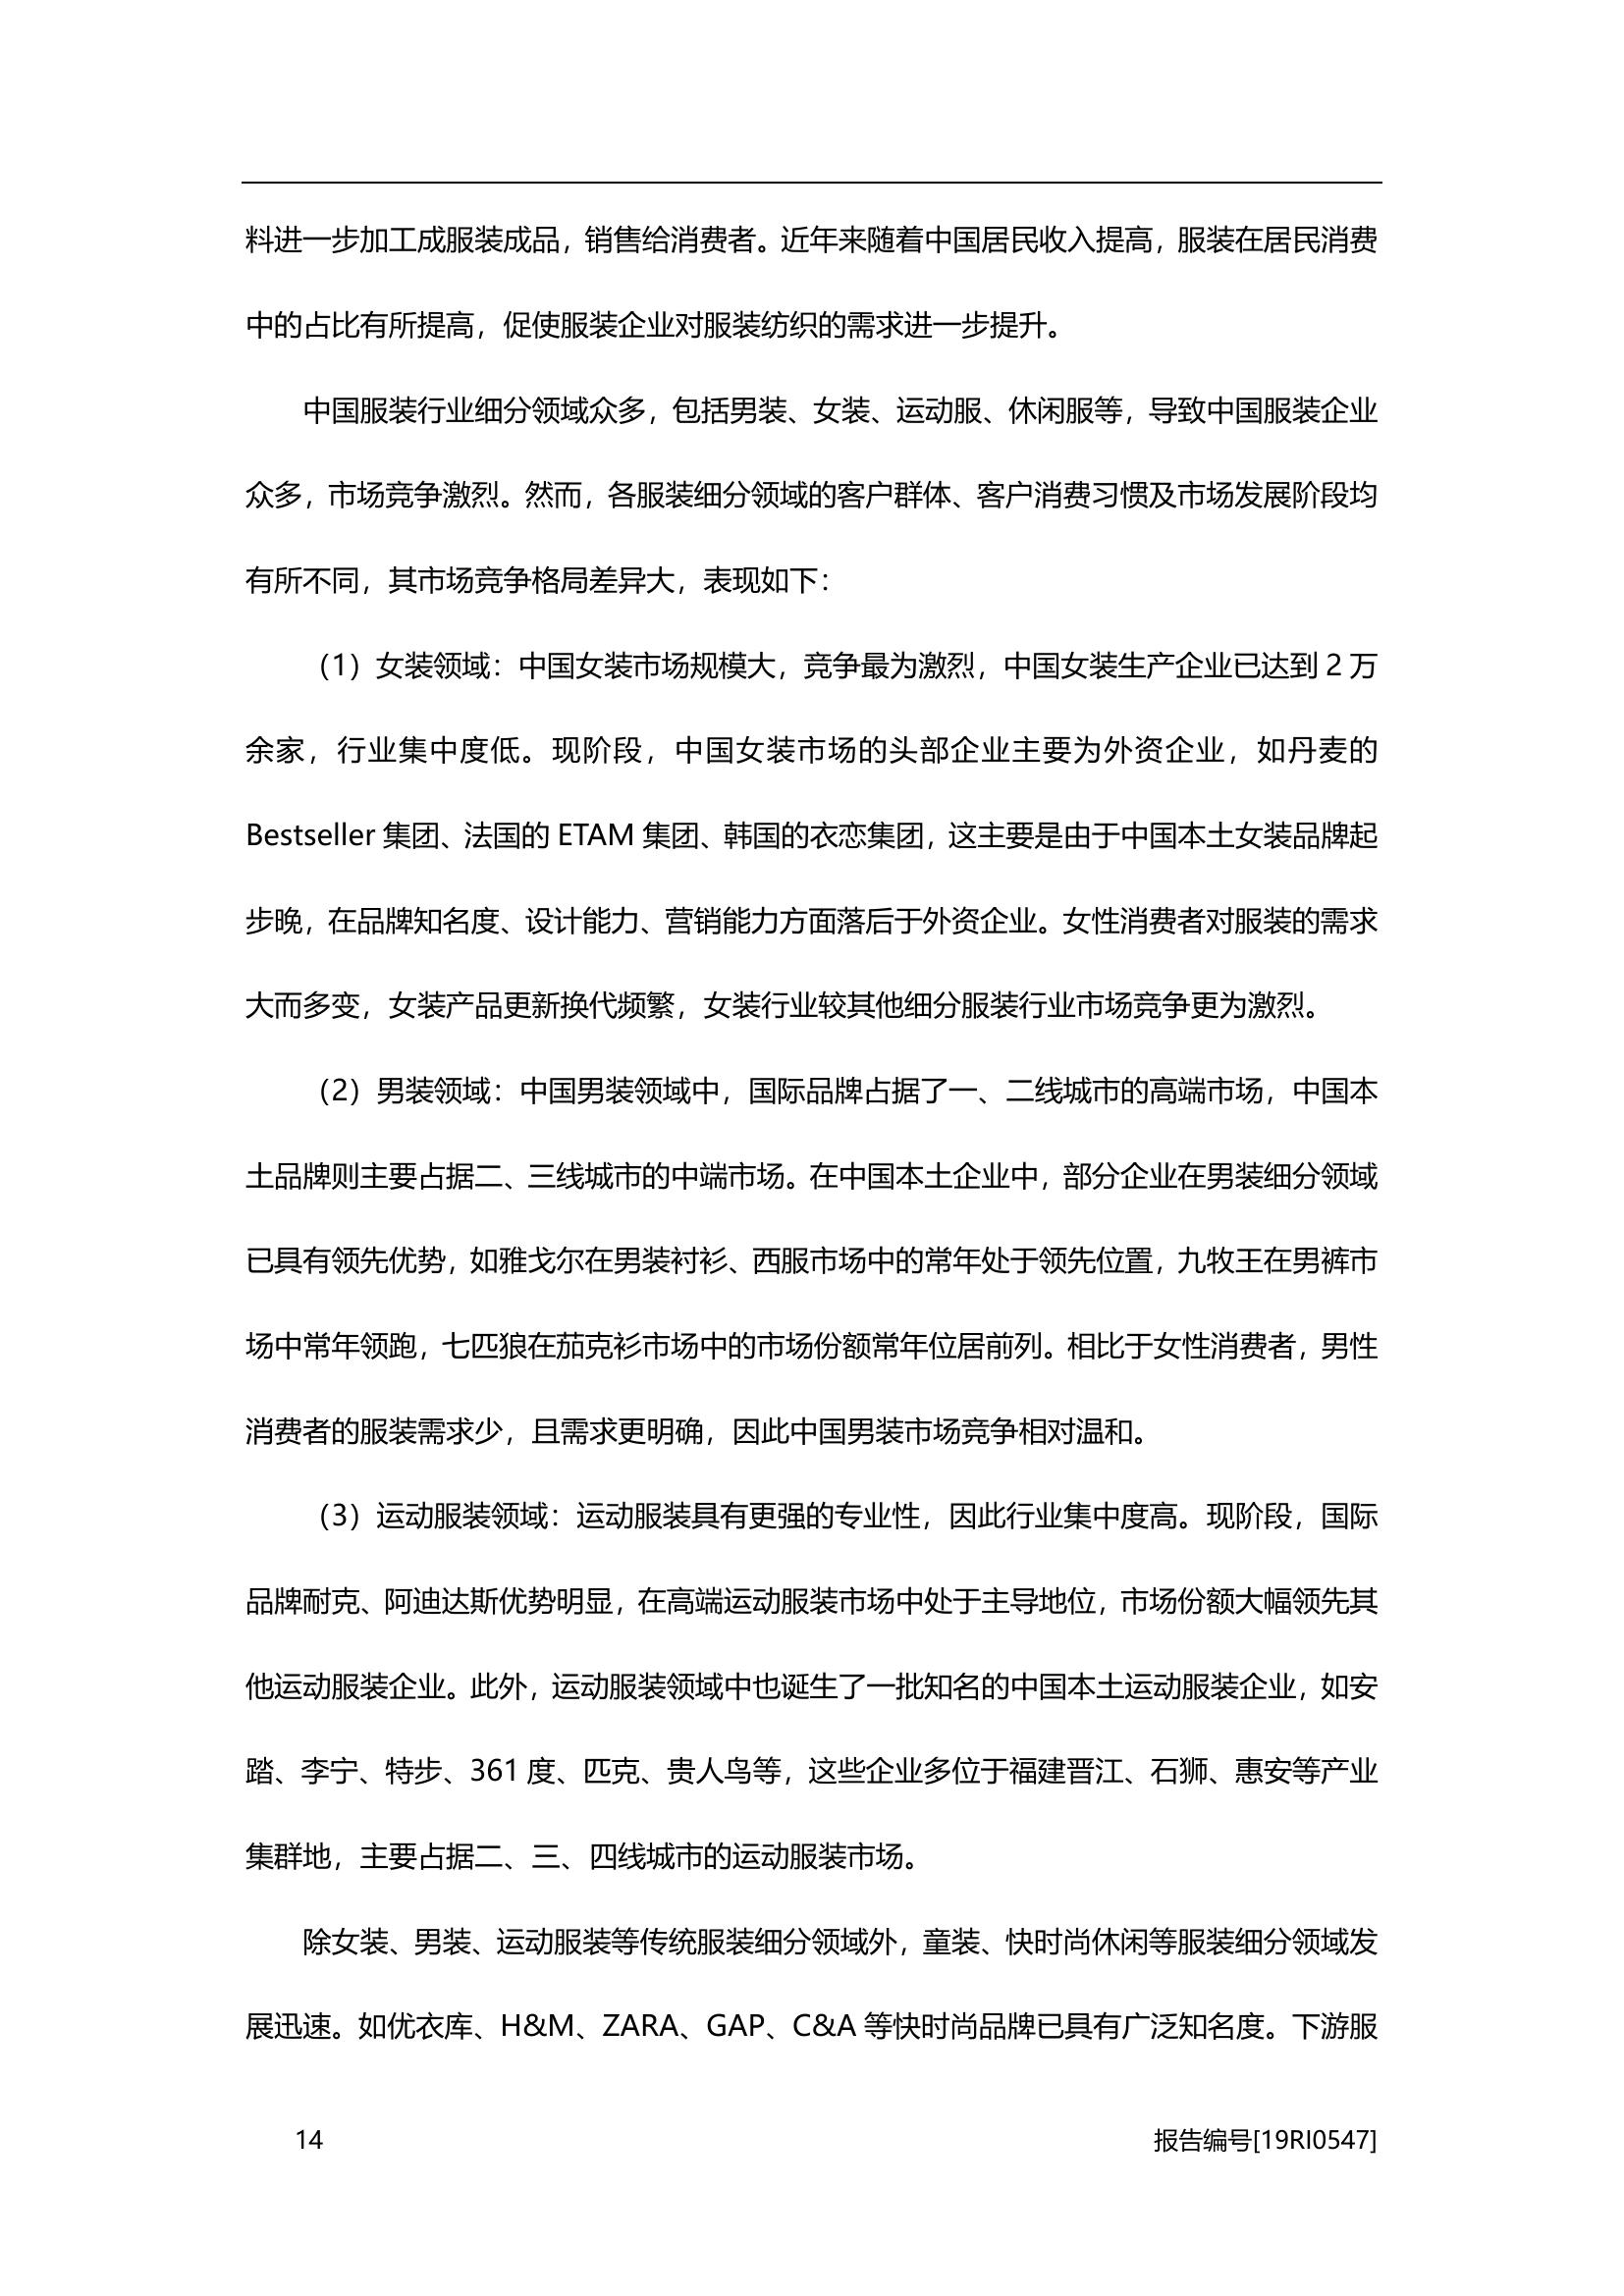 料进一步加工成服装成品，销售给消费者。近年来随着中国居民收入提高，服装在居民消费
中的占比有所提高，促使服装企业对服装纺织的需求进一步提升。
中国服装行业细分领域众多，包括男装、女装、运动服、休闲服等，导致中国服装企业
众多，市场竞争激烈。然而，各服装细分领域的客户群体、客户消费习惯及市场发展阶段均
有所不同，其市场竞争格局差异大，表现如下：
（1）女装领域：中国女装市场规模大，竞争最为激烈，中国女装生产企业已达到 2 万
余家，行业集中度低。现阶段，中国女装市场的头部企业主要为外资企业，如丹麦的
Bestseller 集团、法国的 ETAM 集团、韩国的衣恋集团，这主要是由于中国本土女装品牌起
步晚，在品牌知名度、设计能力、营销能力方面落后于外资企业。女性消费者对服装的需求
大而多变，女装产品更新换代频繁，女装行业较其他细分服装行业市场竞争更为激烈。
（2）男装领域：中国男装领域中，国际品牌占据了一、二线城市的高端市场，中国本
土品牌则主要占据二、三线城市的中端市场。在中国本土企业中，部分企业在男装细分领域
已具有领先优势，如雅戈尔在男装衬衫、西服市场中的常年处于领先位置，九牧王在男裤市
场中常年领跑，七匹狼在茄克衫市场中的市场份额常年位居前列。相比于女性消费者，男性
消费者的服装需求少，且需求更明确，因此中国男装市场竞争相对温和。
（3）运动服装领域：运动服装具有更强的专业性，因此行业集中度高。现阶段，国际
品牌耐克、阿迪达斯优势明显，在高端运动服装市场中处于主导地位，市场份额大幅领先其
他运动服装企业。此外，运动服装领域中也诞生了一批知名的中国本土运动服装企业，如安
踏、李宁、特步、361 度、匹克、贵人鸟等，这些企业多位于福建晋江、石狮、惠安等产业
集群地，主要占据二、三、四线城市的运动服装市场。
除女装、男装、运动服装等传统服装细分领域外，童装、快时尚休闲等服装细分领域发
展迅速。如优衣库、H&M、ZARA、GAP、C&A 等快时尚品牌已具有广泛知名度。下游服
14 报告编号[19RI0547]